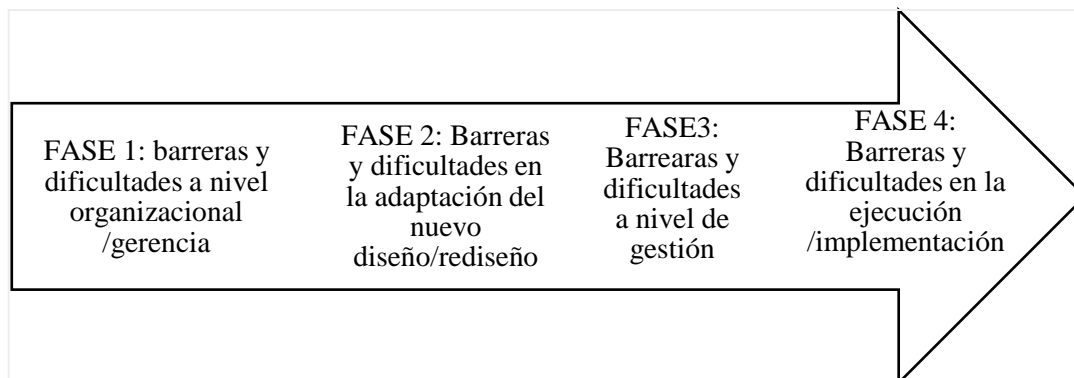 FASE 1: barreras y
dificultades a nivel
organizacional
/gerencia
FASE 2: Barreras
y dificultades en
la adaptación del
nuevo
diseño/rediseño
FASE3:
Barrearas y
dificultades
a nivel de
gestión
FASE 4:
Barreras y
dificultades en la
ejecución
/implementación